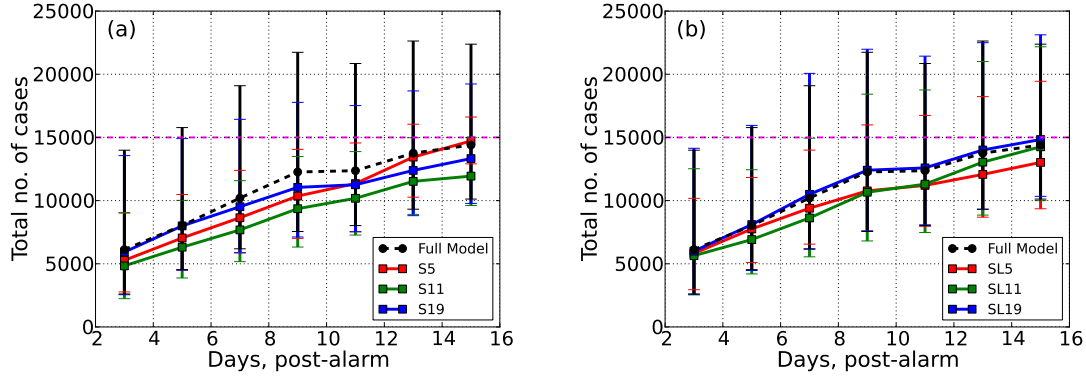 (a)
Total no. of cases
25000
20000
15000
10000
5000
0
2 4 6 8 10 12 14 16
Days, post-alarm
Full Model
S5
S11
S19
(b)
Total no. of cases
25000
20000
15000
10000
5000
0
2 4 6 8 10 12 14 16
Days, post-alarm
Full Model
SL5
SL11
SL19